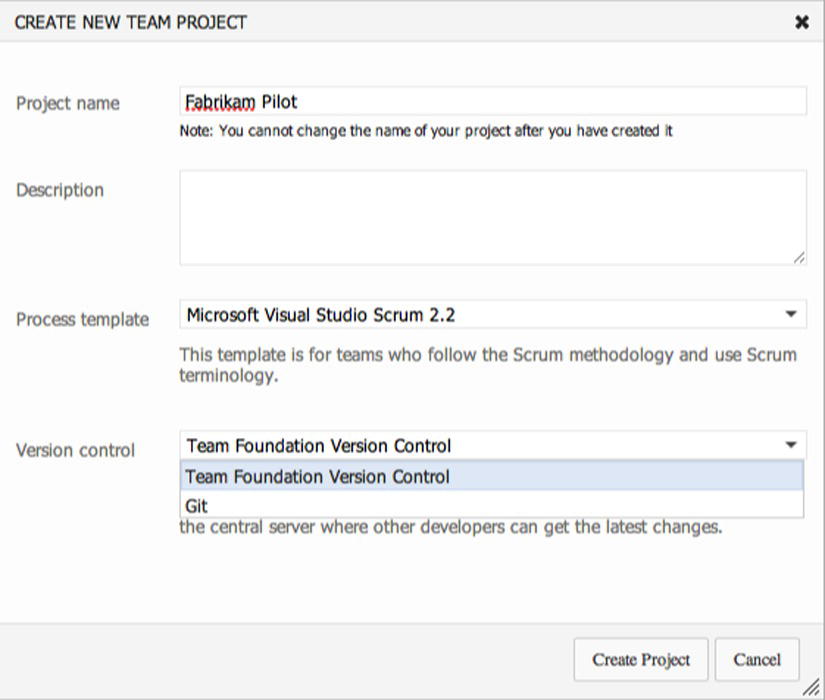 CREATE NEW TEAM PROJECT
Project name
Fabrikam Pilot
Note: You cannot change the name of your project after you have created it
Description
Process template
Microsoft Visual Studio Scrum 2.2
This template is for teams who follow the Scrum methodology and use Scrum
terminology.
Version control
Team Foundation Version Control
Team Foundation Version Control
Git
the central server where other developers can get the latest changes.
Create Project
Cancel